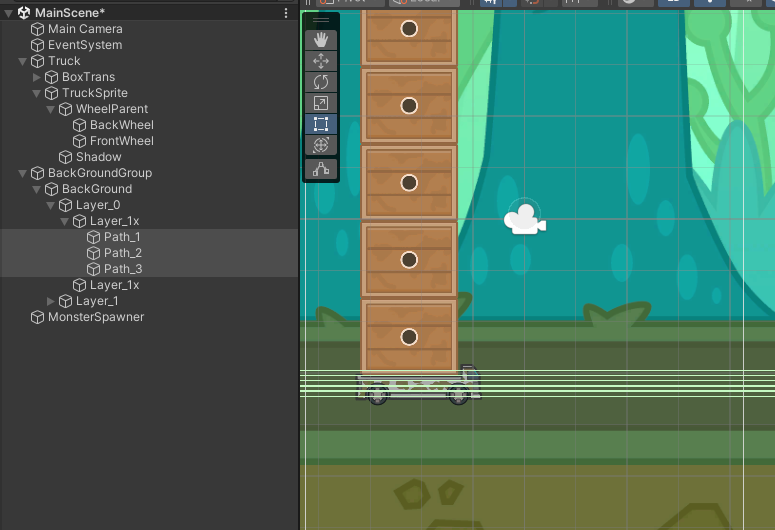 MainScene*
Main Camera
EventSystem
Truck
BoxTrans
TruckSprite
WheelParent
BackWheel
FrontWheel
Shadow
BackGroundGroup
BackGround
Layer_0
Layer_1x
Path_1
Path_2
Path_3
Layer_1x
Layer_1
MonsterSpawner